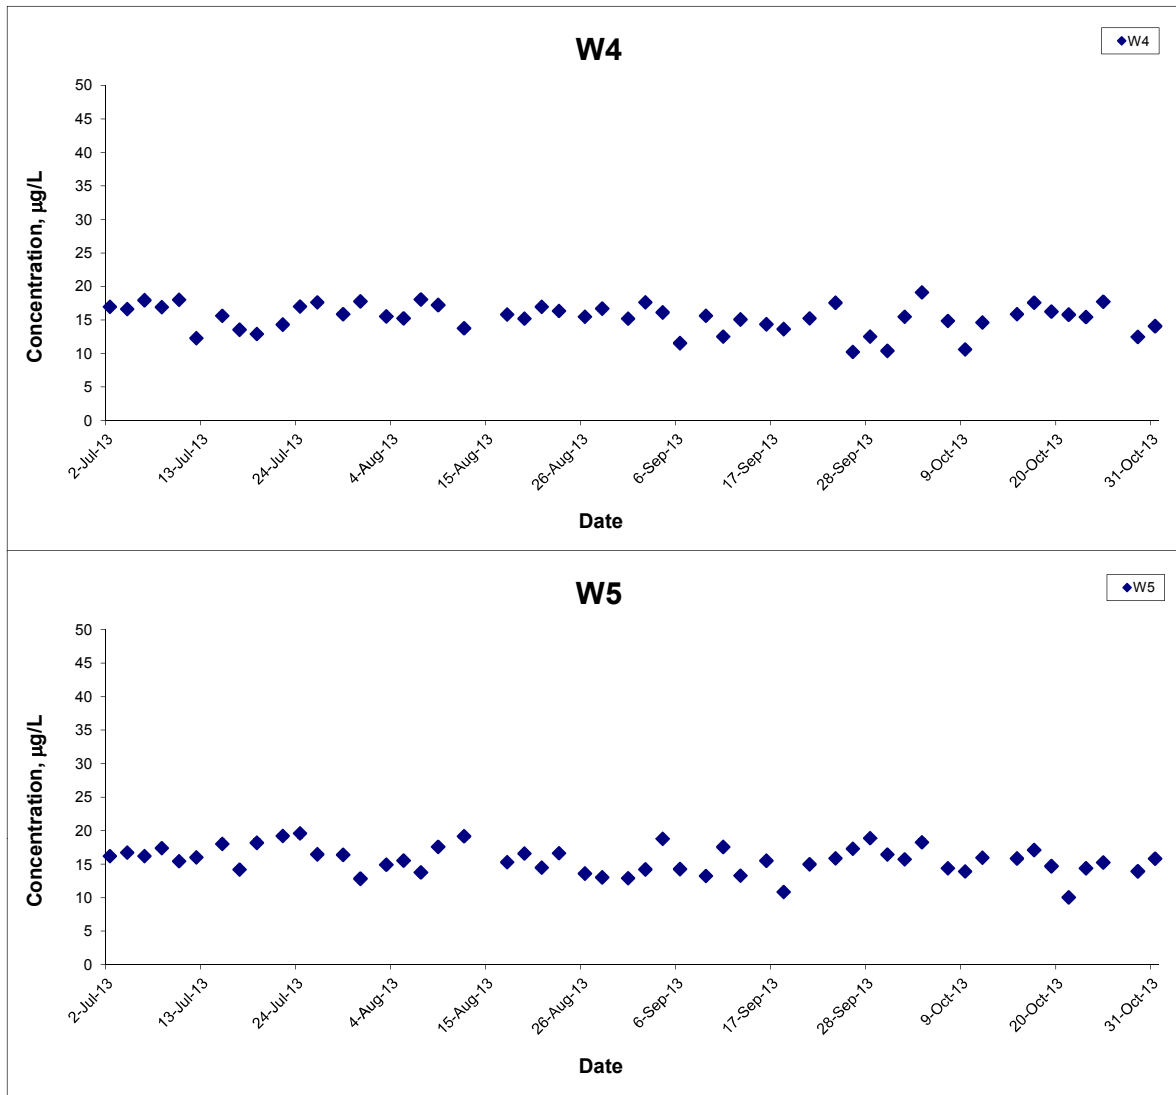 W4
W4
50
45
40
35
30
25
20
15
10
5
0
Concentration, µg/L
2-Jul-13
13-Jul-13
24-Jul-13
4-Aug-13
15-Aug-13
26-Aug-13
6-Sep-13
17-Sep-13
28-Sep-13
9-Oct-13
20-Oct-13
31-Oct-13
Date
W5
W5
50
45
40
35
30
25
20
15
10
5
0
Concentration, µg/L
2-Jul-13
13-Jul-13
24-Jul-13
4-Aug-13
15-Aug-13
26-Aug-13
6-Sep-13
17-Sep-13
28-Sep-13
9-Oct-13
20-Oct-13
31-Oct-13
Date